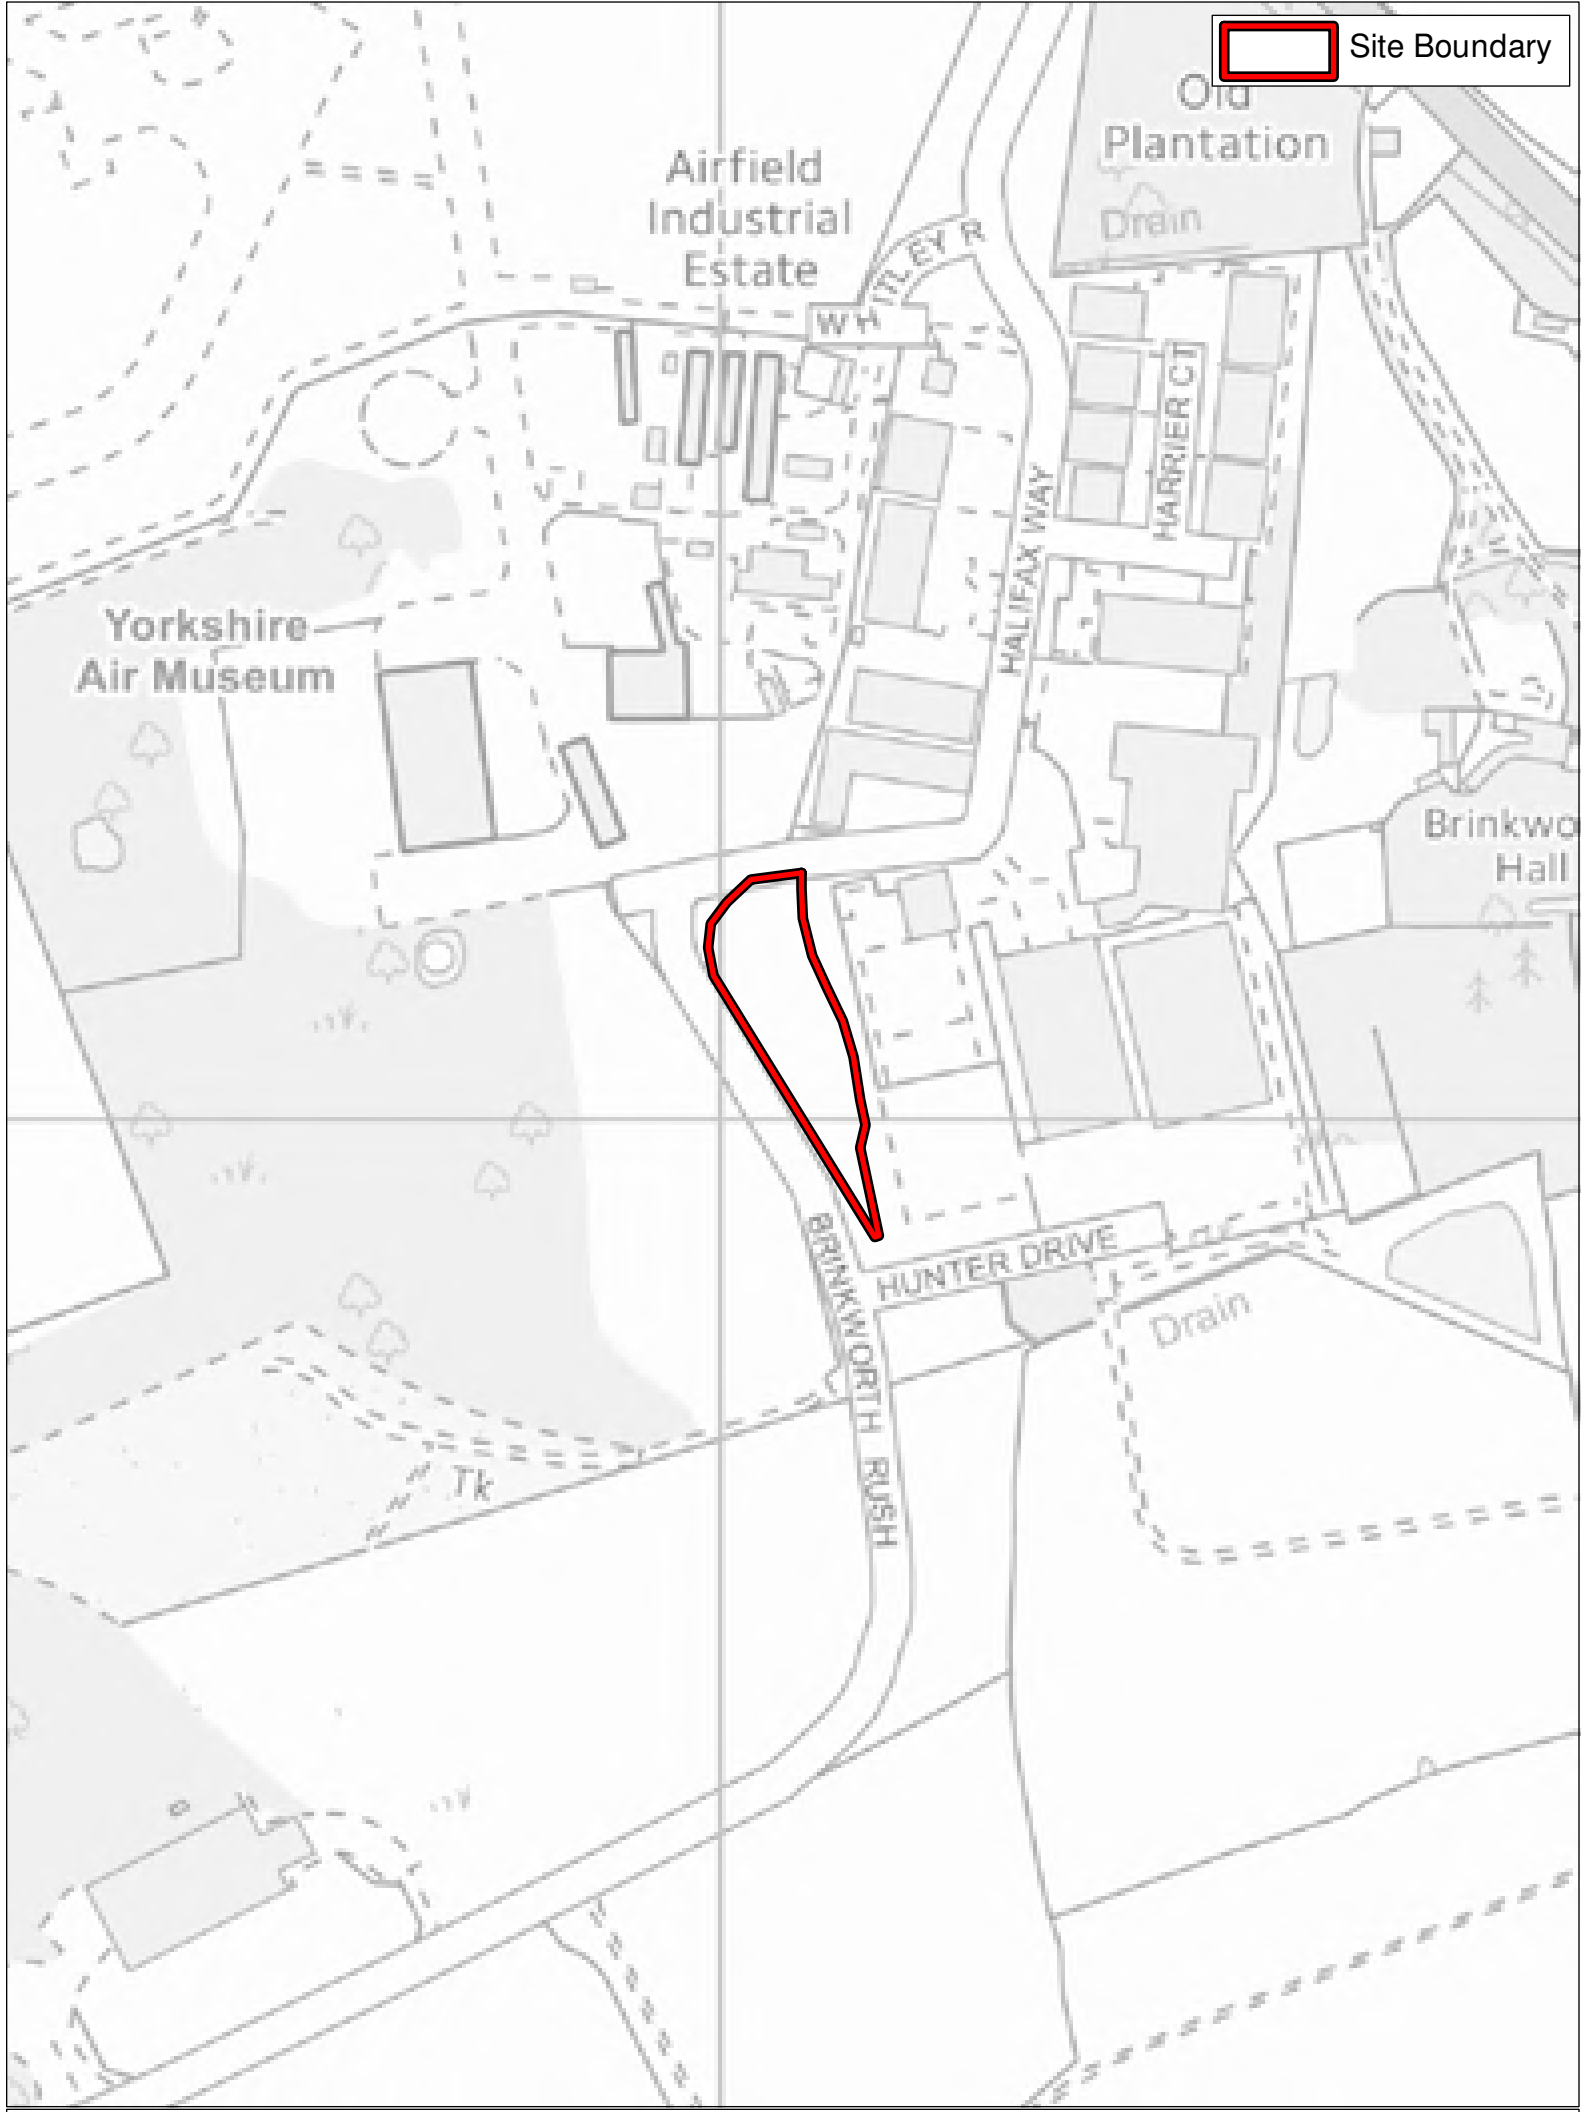 Site Boundary
Old
Plantation
Drain
Airfield
Industrial
Estate
WHITLEY R
HARRIER CT
HALIFAX WAY
Yorkshire
Air Museum
Brinkwo
Hall
BRINKWORTH RUSH
HUNTER DRIVE
Drain
Tk